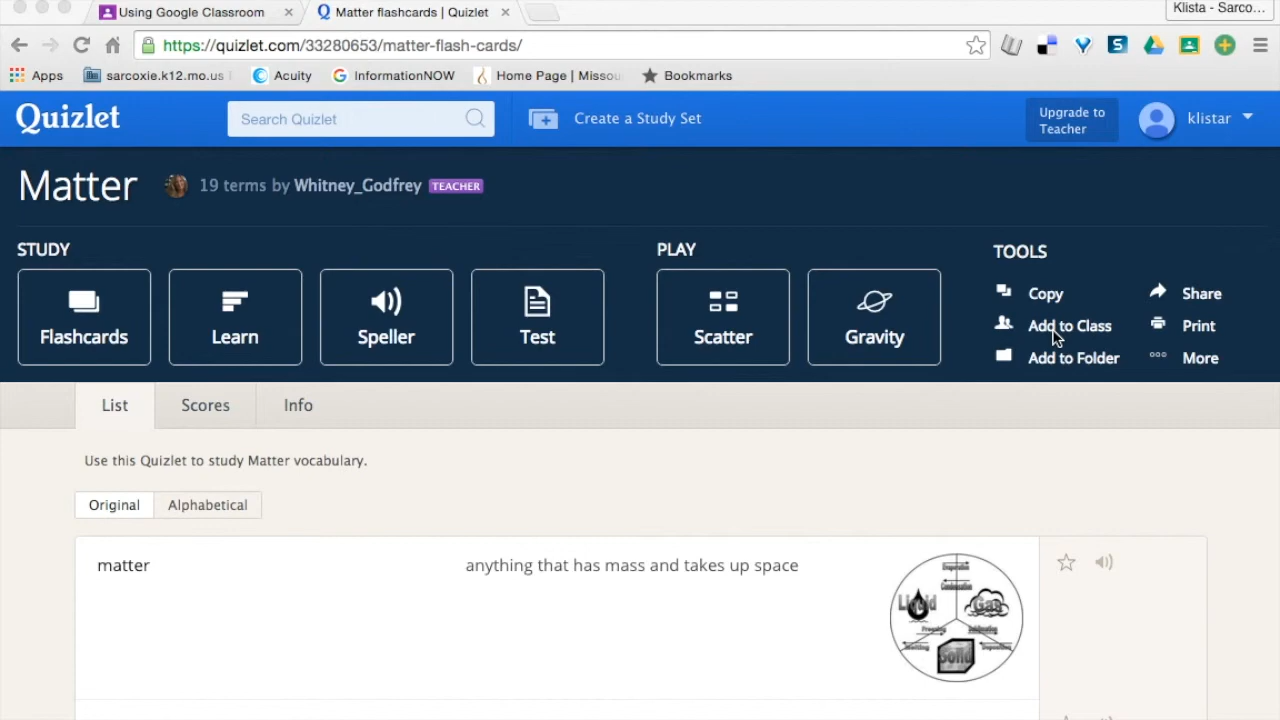 Using Google Classroom
Matter flashcards | Quizlet
Klista - Sarco...
https://quizlet.com/33280653/matter-flash-cards/
Apps
sarcoxie.k12.mo.us
Acuity
InformationNOW
Home Page | Missou
Bookmarks
Quizlet
Search Quizlet
Create a Study Set
Upgrade to
Teacher
klistar
Matter
19 terms by Whitney_Godfrey TEACHER
STUDY
PLAY
TOOLS
Flashcards
Learn
Speller
Test
Scatter
Gravity
Copy
Share
Add to Class
Print
Add to Folder
More
List
Scores
Info
Use this Quizlet to study Matter vocabulary.
Original
Alphabetical
matter
anything that has mass and takes up space
Evaporation
Condensation
Liquid
Gas
Freezing
Solid